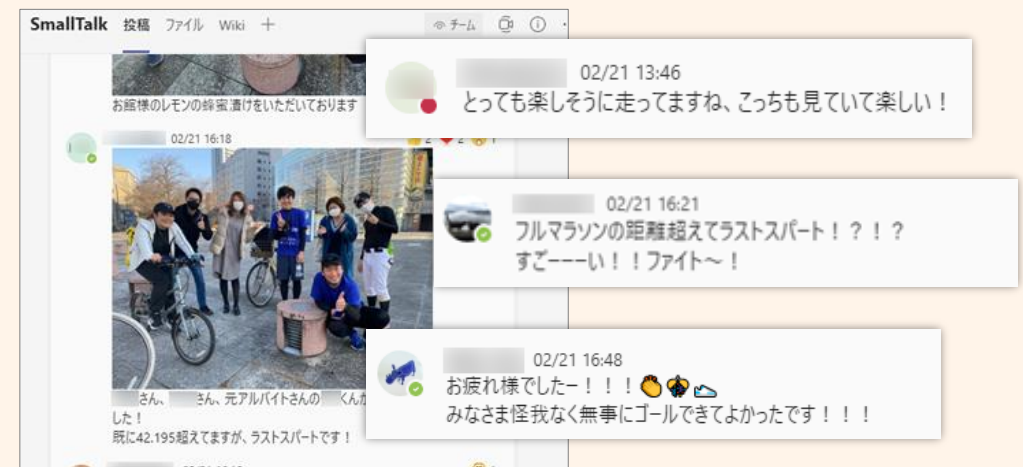 SmallTalk 投稿 ファイル Wiki + チーム
お館様のレモンの蜂蜜漬けをいただいております
02/21 16:18
2 2 1
さん、 さん、元アルバイトさんの くんが
した！
既に42.195超えてますが、ラストスパートです！
02/21 13:46
とっても楽しそうに走ってますね、こっちも見ていて楽しい！
02/21 16:21
フルマラソンの距離超えてラストスパート！？！？
すごーーーい！！ファイト～！
02/21 16:48
お疲れ様でしたー！！！👏🏵👟
みなさま怪我なく無事にゴールできてよかったです！！！